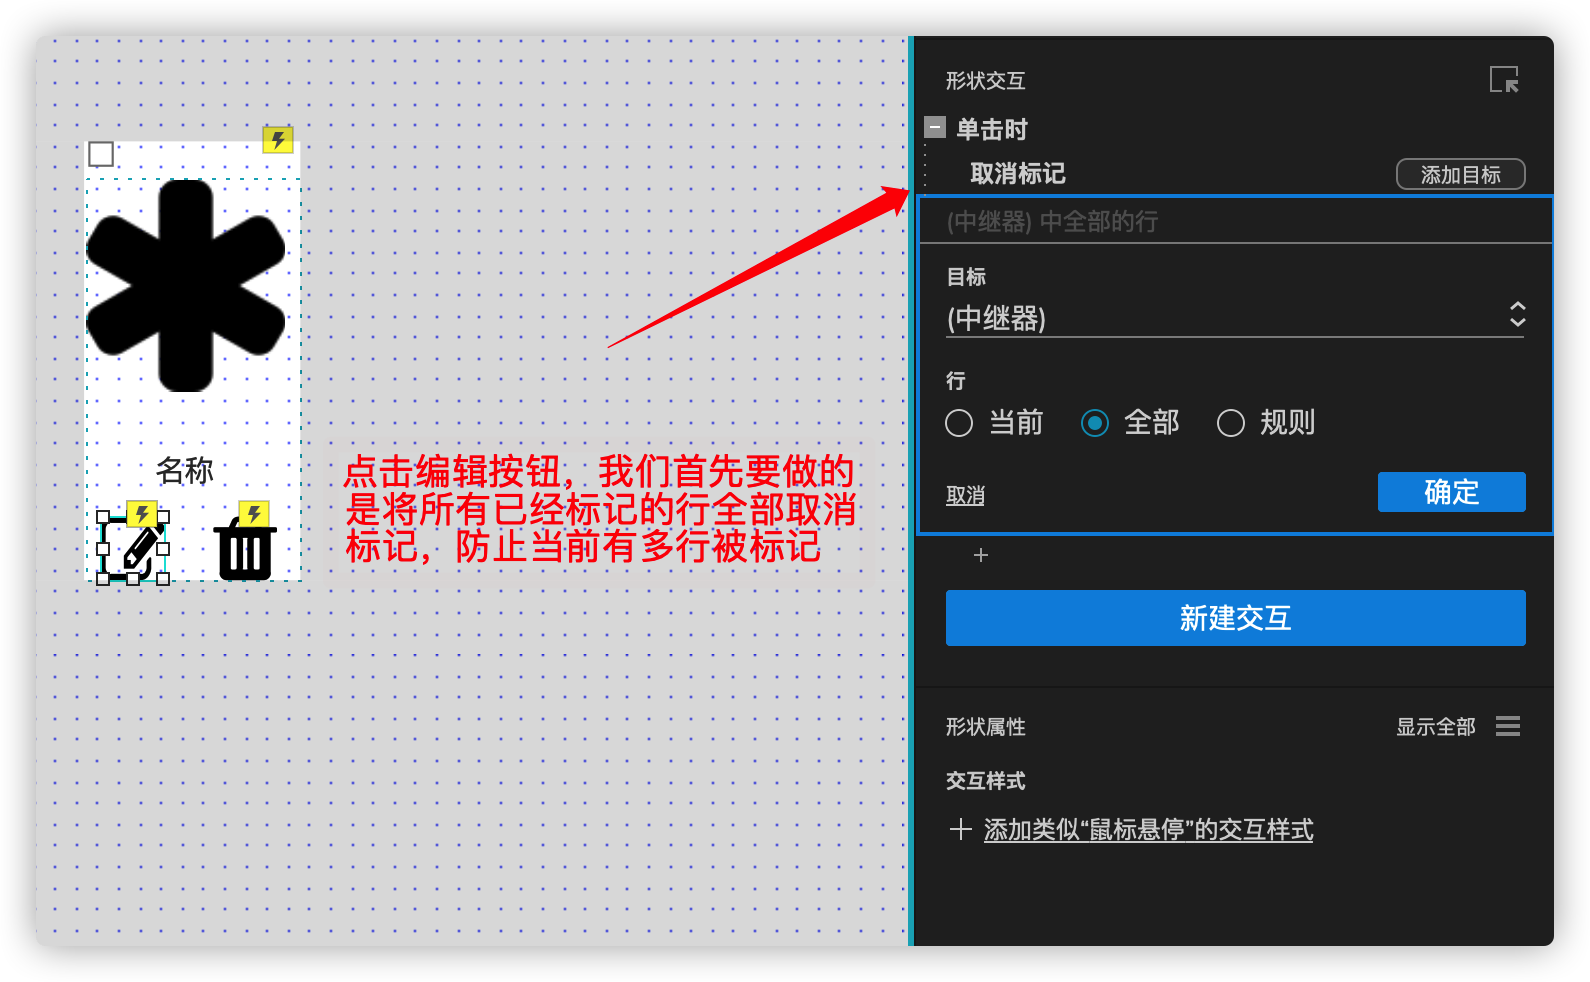 名称
点击编辑按钮，我们首先要做的
是将所有已经标记的行全部取消
标记，防止当前有多行被标记
形状交互
单击时
取消标记
添加目标
(中继器) 中全部的行
目标
(中继器)
行
当前 全部 规则
取消
确定
新建交互
形状属性
显示全部
交互样式
添加类似“鼠标悬停”的交互样式